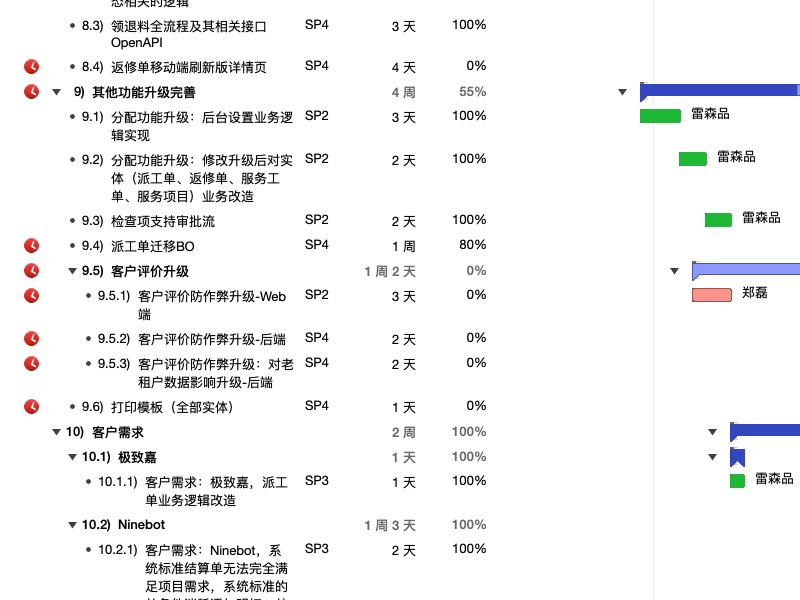 8.3) 领退料全流程及其相关接口 SP4 3 天 100%
OpenAPI
8.4) 返修单移动端刷新版详情页 SP4 4 天 0%
9) 其他功能升级完善 4 周 55%
9.1) 分配功能升级：后台设置业务逻 SP2 3 天 100% 雷森品
辑实现
9.2) 分配功能升级：修改升级后对实 SP2 2 天 100% 雷森品
体（派工单、返修单、服务工
单、服务项目）业务改造
9.3) 检查项支持审批流 SP2 2 天 100% 雷森品
9.4) 派工单迁移BO SP4 1 周 80%
9.5) 客户评价升级 1 周 2 天 0%
9.5.1) 客户评价防作弊升级-Web SP2 3 天 0% 郑磊
端
9.5.2) 客户评价防作弊升级-后端 SP4 2 天 0%
9.5.3) 客户评价防作弊升级：对老 SP4 2 天 0%
租户数据影响升级-后端
9.6) 打印模板（全部实体） SP4 1 天 0%
10) 客户需求 2 周 100%
10.1) 极致嘉 1 天 100%
10.1.1) 客户需求：极致嘉，派工 SP3 1 天 100% 雷森品
单业务逻辑改造
10.2) Ninebot 1 周 3 天 100%
10.2.1) 客户需求：Ninebot，系 SP3 2 天 100%
统标准结算单无法完全满
足项目需求，系统标准的